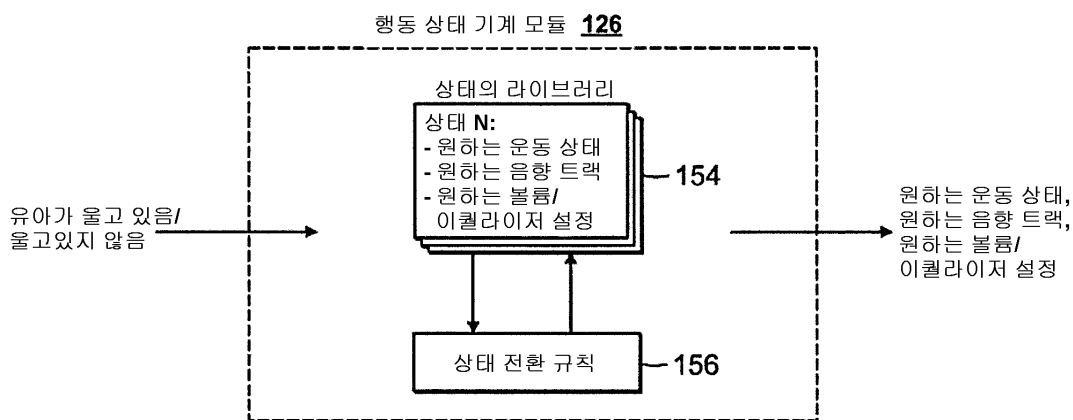 행동 상태 기계 모듈 126
상태의 라이브러리
상태 N:
- 원하는 운동 상태
- 원하는 음향 트랙
- 원하는 볼륨/
이퀄라이저 설정
154
유아가 울고 있음/
울고있지 않음
원하는 운동 상태,
원하는 음향 트랙,
원하는 볼륨/
이퀄라이저 설정
상태 전환 규칙
156